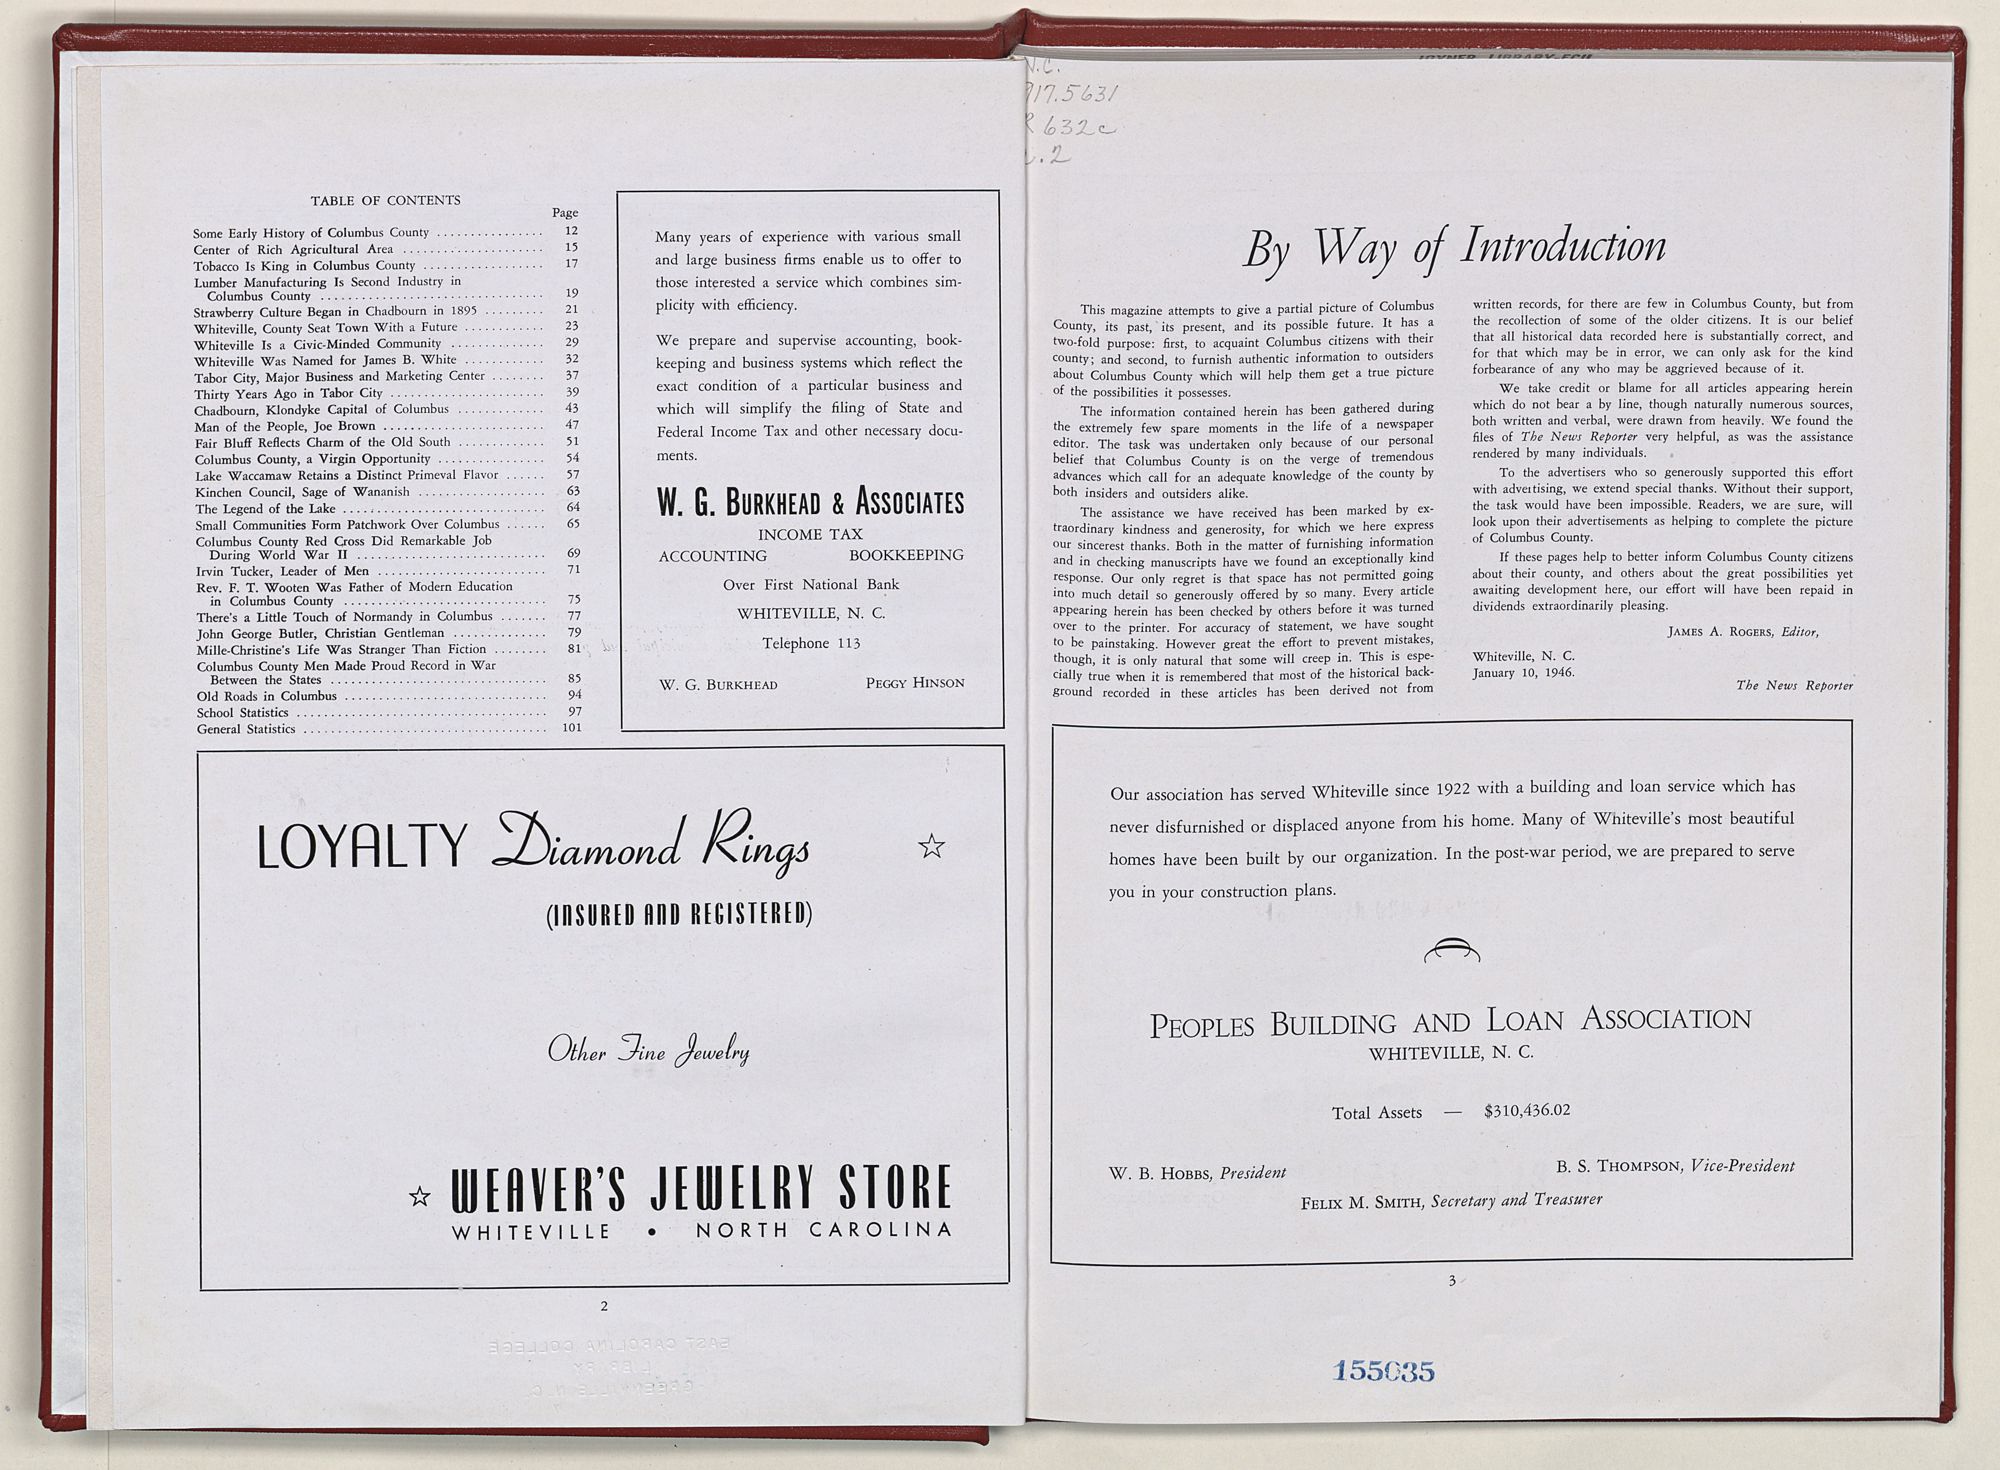 TABLE OF CONTENTS
Page
Some Early History of Columbus County ................ 12
Center of Rich Agricultural Area ..................... 15
Tobacco Is King in Columbus County .................. 17
Lumber Manufacturing Is Second Industry in
Columbus County ................................. 19
Strawberry Culture Began in Chadbourn in 1895 ......... 21
Whiteville, County Seat Town With a Future ............ 23
Whiteville Is a Civic-Minded Community .............. 29
Whiteville Was Named for James B. White ............ 32
Tabor City, Major Business and Marketing Center ........ 37
Thirty Years Ago in Tabor City ....................... 39
Chadbourn, Klondyke Capital of Columbus ............. 43
Man of the People, Joe Brown ........................ 47
Fair Bluff Reflects Charm of the Old South ............. 51
Columbus County, a Virgin Opportunity ................ 54
Lake Waccamaw Retains a Distinct Primeval Flavor ...... 57
Kinchen Council, Sage of Wananish ................... 63
The Legend of the Lake .............................. 64
Small Communities Form Patchwork Over Columbus ...... 65
Columbus County Red Cross Did Remarkable Job
During World War II ............................. 69
Irvin Tucker, Leader of Men .......................... 71
Rev. F. T. Wooten Was Father of Modern Education
in Columbus County .............................. 75
There's a Little Touch of Normandy in Columbus ....... 77
John George Butler, Christian Gentleman .............. 79
Mille-Christine's Life Was Stranger Than Fiction ........ 81
Columbus County Men Made Proud Record in War
Between the States ................................ 85
Old Roads in Columbus .............................. 94
School Statistics ..................................... 97
General Statistics .................................... 101
Many years of experience with various small
and large business firms enable us to offer to
those interested a service which combines sim-
plicity with efficiency.
We prepare and supervise accounting, book-
keeping and business systems which reflect the
exact condition of a particular business and
which will simplify the filing of State and
Federal Income Tax and other necessary docu-
ments.
W. G. BURKHEAD & ASSOCIATES
INCOME TAX
ACCOUNTING BOOKKEEPING
Over First National Bank
WHITEVILLE, N. C.
Telephone 113
W. G. BURKHEAD PEGGY HINSON
LOYALTY Diamond Rings
(INSURED AND REGISTERED)
Other Fine Jewelry
WEAVER'S JEWELRY STORE
WHITEVILLE • NORTH CAROLINA
2
EAST CAROLINA COLLEGE
LIBRARY
GREENVILLE N.C.
N.C.
917.5631
R 632c
c.2
By Way of Introduction
This magazine attempts to give a partial picture of Columbus
County, its past, its present, and its possible future. It has a
two-fold purpose: first, to acquaint Columbus citizens with their
county; and second, to furnish authentic information to outsiders
about Columbus County which will help them get a true picture
of the possibilities it possesses.
The information contained herein has been gathered during
the extremely few spare moments in the life of a newspaper
editor. The task was undertaken only because of our personal
belief that Columbus County is on the verge of tremendous
advances which call for an adequate knowledge of the county by
both insiders and outsiders alike.
The assistance we have received has been marked by ex-
traordinary kindness and generosity, for which we here express
our sincerest thanks. Both in the matter of furnishing information
and in checking manuscripts we have found an exceptionally kind
response. Our only regret is that space has not permitted going
into much detail so generously offered by so many. Every article
appearing herein has been checked by others before it was turned
over to the printer. For accuracy of statement, we have sought
to be painstaking. However great the effort to prevent mistakes,
though, it is only natural that some will creep in. This is espe-
cially true when it is remembered that most of the historical back-
ground recorded in these articles has been derived not from
written records, for there are few in Columbus County, but from
the recollection of some of the older citizens. It is our belief
that all historical data recorded here is substantially correct, and
for that which may be in error, we can only ask for the kind
forbearance of any who may be aggrieved because of it.
We take credit or blame for all articles appearing herein
which do not bear a by line, though naturally numerous sources,
both written and verbal, were drawn from heavily. We found the
files of The News Reporter very helpful, as was the assistance
rendered by many individuals.
To the advertisers who so generously supported this effort
with advertising, we extend special thanks. Without their support,
the task would have been impossible. Readers, we are sure, will
look upon their advertisements as helping to complete the picture
of Columbus County.
If these pages help to better inform Columbus County citizens
about their county, and others about the great possibilities yet
awaiting development here, our effort will have been repaid in
dividends extraordinarily pleasing.
JAMES A. ROGERS, Editor,
Whiteville, N. C.
January 10, 1946.
The News Reporter
Our association has served Whiteville since 1922 with a building and loan service which has
never disfurnished or displaced anyone from his home. Many of Whiteville's most beautiful
homes have been built by our organization. In the post-war period, we are prepared to serve
you in your construction plans.
PEOPLES BUILDING AND LOAN ASSOCIATION
WHITEVILLE, N. C.
Total Assets — $310,436.02
W. B. HOBBS, President B. S. THOMPSON, Vice-President
FELIX M. SMITH, Secretary and Treasurer
3
155035